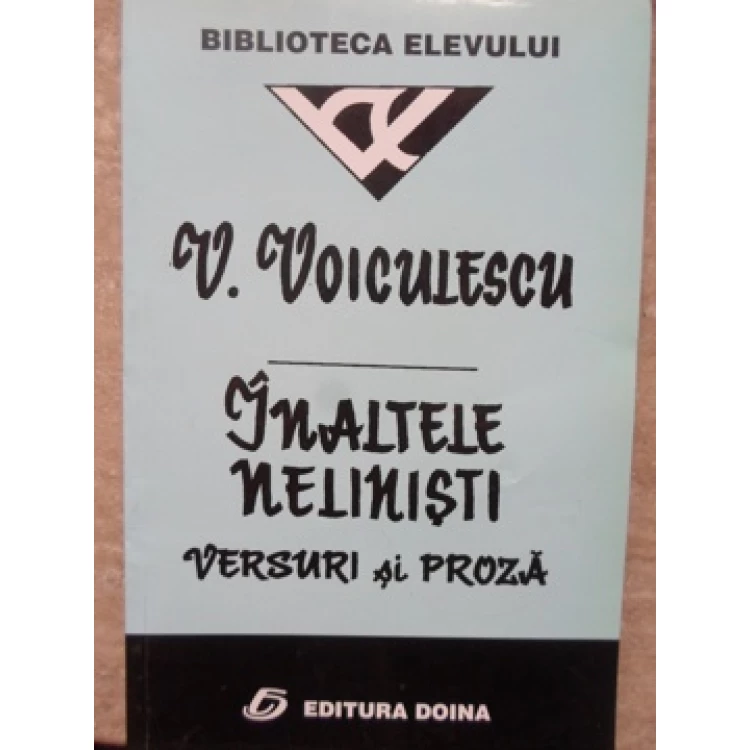 BIBLIOTECA ELEVULUI
V. VOICULESCU
ÎNALTELE
NELINIȘTI
VERSURI și PROZĂ
EDITURA DOINA